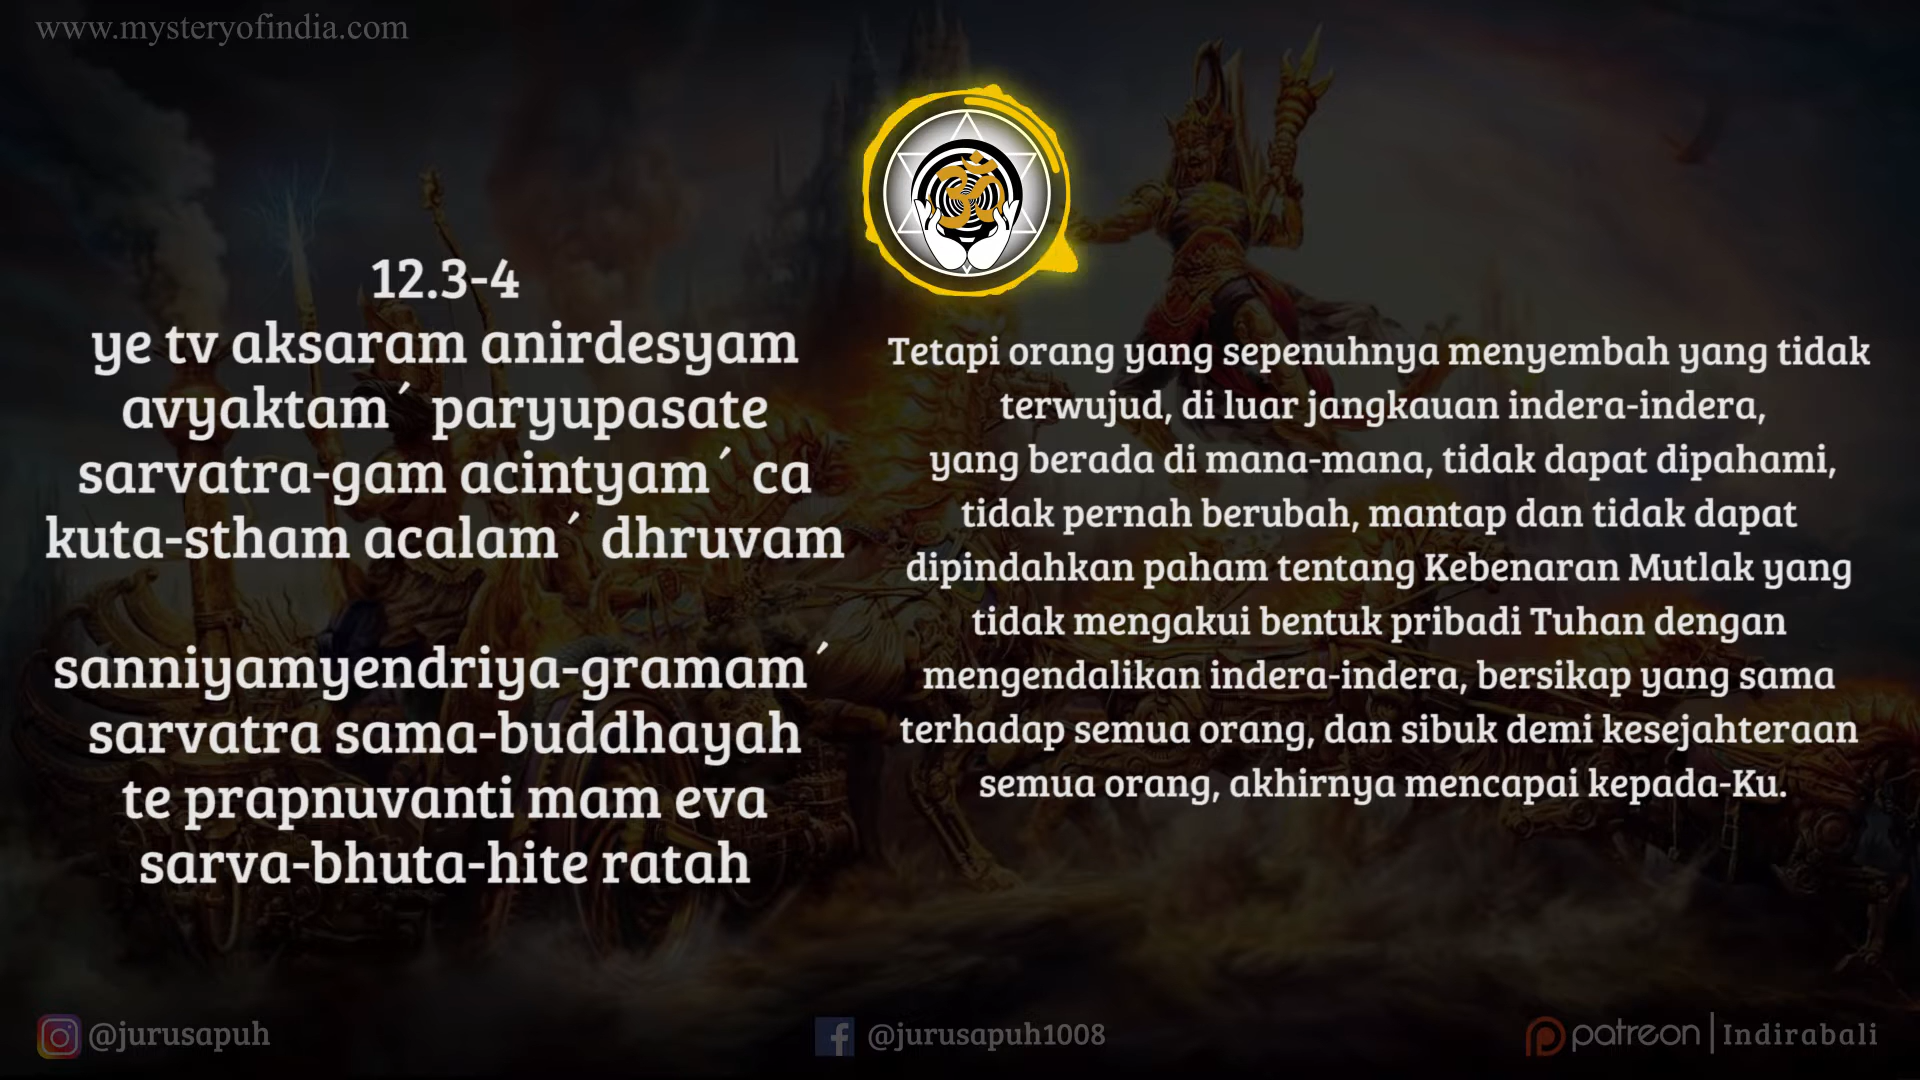 www.mysteryofindia.com
12.3-4
ye tv aksaram anirdesyam
avyaktam´ paryupasate
sarvatra-gam acintyam´ ca
kuta-stham acalam´ dhruvam
sanniyamyendriya-gramam´
sarvatra sama-buddhayah
te prapnuvanti mam eva
sarva-bhuta-hite ratah
ॐ
Tetapi orang yang sepenuhnya menyembah yang tidak
terwujud, di luar jangkauan indera-indera,
yang berada di mana-mana, tidak dapat dipahami,
tidak pernah berubah, mantap dan tidak dapat
dipindahkan paham tentang Kebenaran Mutlak yang
tidak mengakui bentuk pribadi Tuhan dengan
mengendalikan indera-indera, bersikap yang sama
terhadap semua orang, dan sibuk demi kesejahteraan
semua orang, akhirnya mencapai kepada-Ku.
@jurusapuh
@jurusapuh1008
patreon | Indirabali